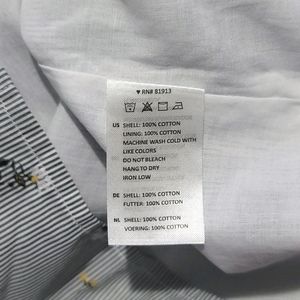 ♥ RN# 81913
US SHELL: 100% COTTON
LINING: 100% COTTON
MACHINE WASH COLD WITH
LIKE COLORS
DO NOT BLEACH
HANG TO DRY
IRON LOW
DE SHELL: 100% COTTON
FUTTER: 100% COTTON
NL SHELL: 100% COTTON
VOERING: 100% COTTON